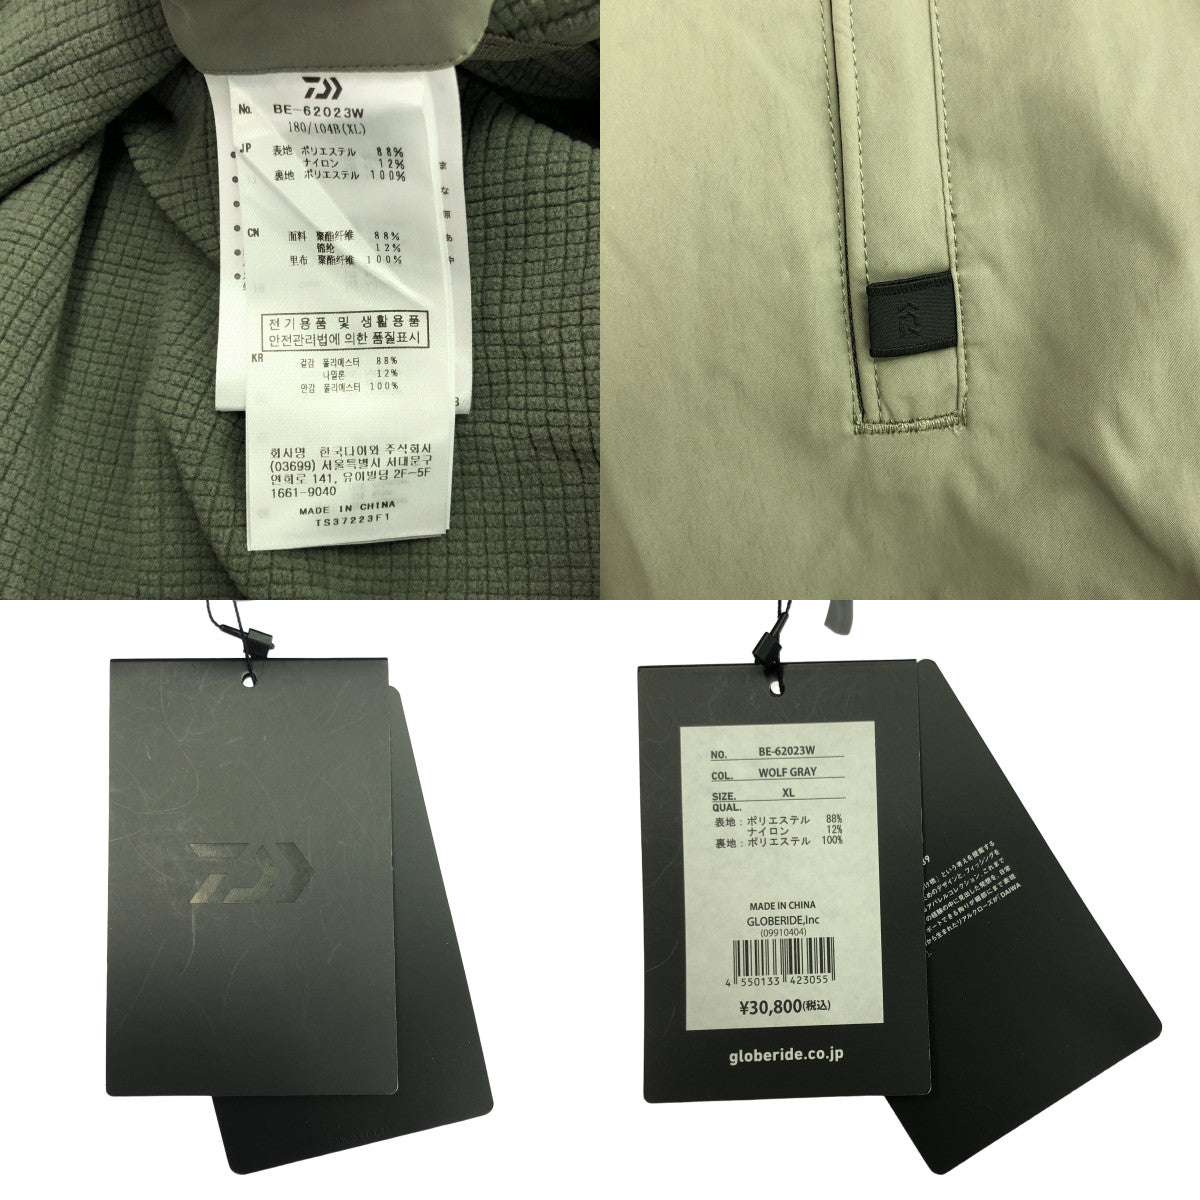 No. BE-62023W
180/104B(XL)
JP 表地 ポリエステル 88%
ナイロン 12%
裏地 ポリエステル 100%
CN 面料 聚酯纤维 88%
锦纶 12%
里布 聚酯纤维 100%
전기용품 및 생활용품
안전관리법에 의한 품질표시
KR 겉감 폴리에스터 88%
나일론 12%
안감 폴리에스터 100%
회사명 한국다이와 주식회사
(03699) 서울특별시 서대문구
연희로 141, 유이빌딩 2F-5F
1661-9040
MADE IN CHINA
TS37223F1
NO. BE-62023W
COL. WOLF GRAY
SIZE. XL
QUAL.
表地：ポリエステル 88%
ナイロン 12%
裏地：ポリエステル 100%
MADE IN CHINA
GLOBERIDE,Inc
(09910404)
4 550133 423055
¥30,800(税込)
globeride.co.jp